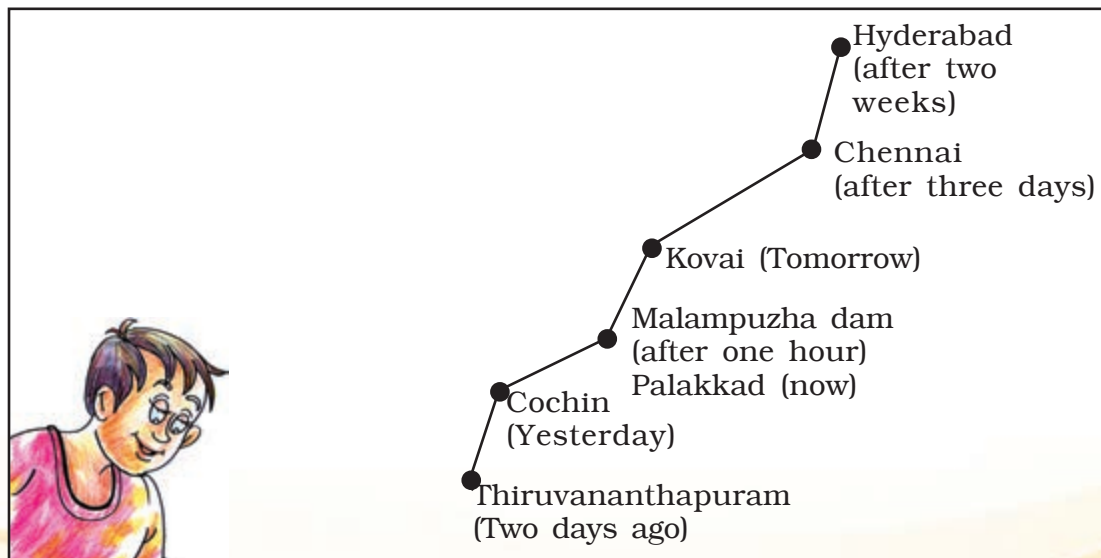 Hyderabad
(after two
weeks)
Chennai
(after three days)
Kovai (Tomorrow)
Malampuzha dam
(after one hour)
Palakkad (now)
Cochin
(Yesterday)
Thiruvananthapuram
(Two days ago)